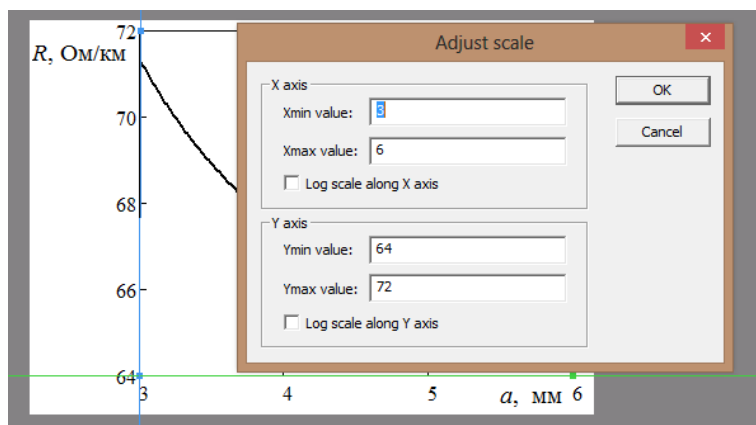 72
R, Ом/км
70
68
66
64
3
4
5
a, мм 6
Adjust scale
X axis
Xmin value: 3
Xmax value: 6
Log scale along X axis
Y axis
Ymin value: 64
Ymax value: 72
Log scale along Y axis
OK
Cancel